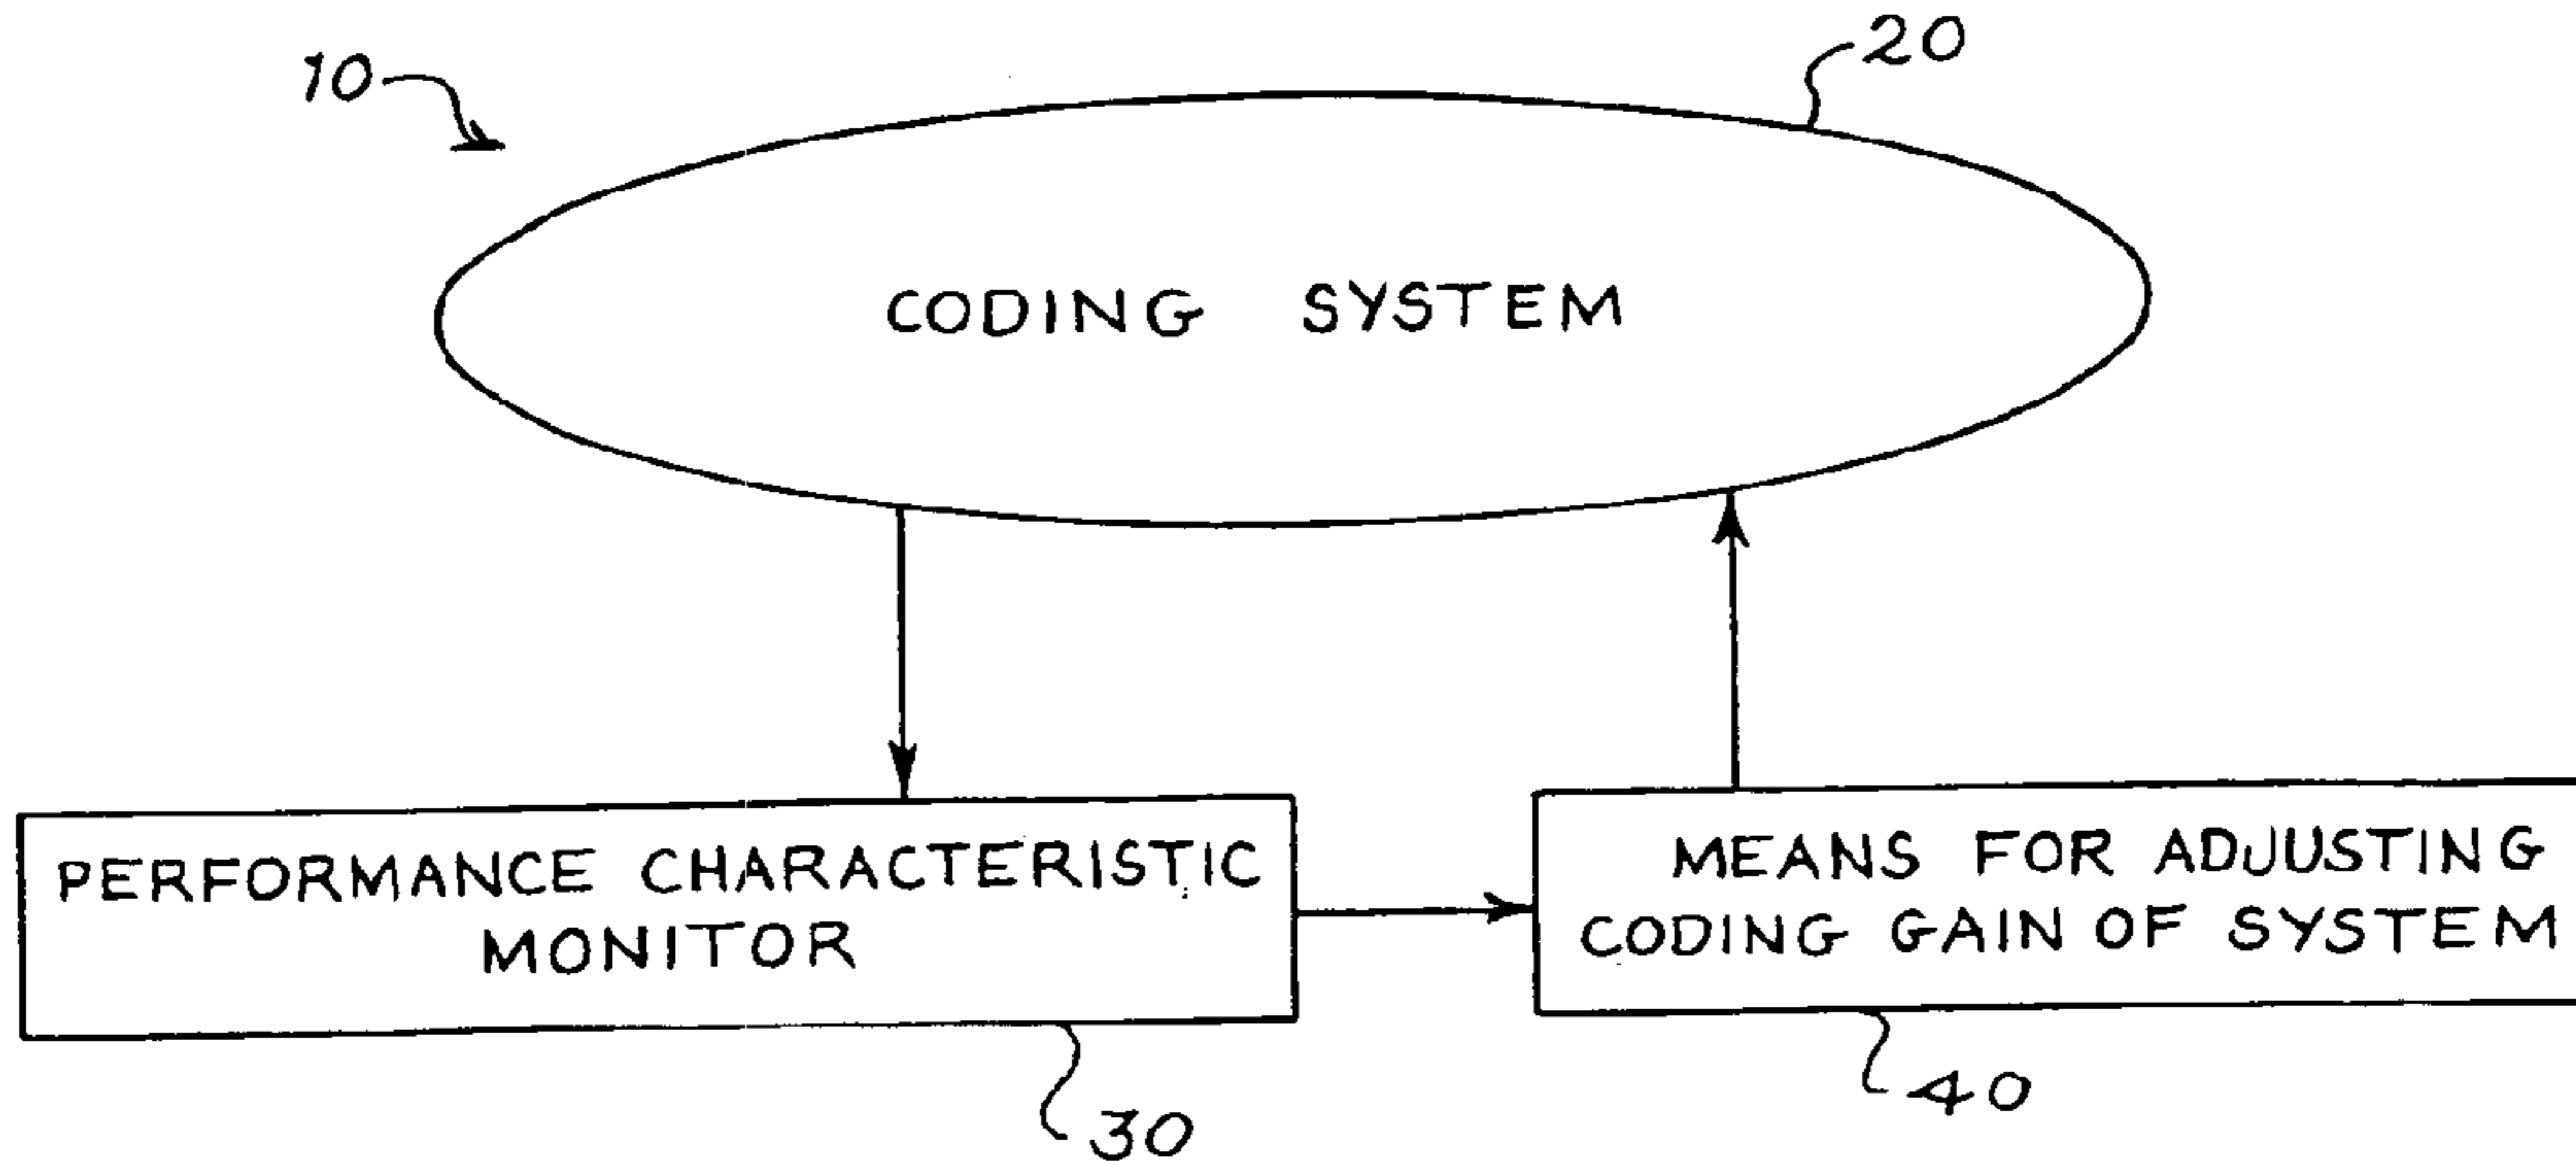 10
20
CODING SYSTEM
PERFORMANCE CHARACTERISTIC
MONITOR
MEANS FOR ADJUSTING
CODING GAIN OF SYSTEM
30
40